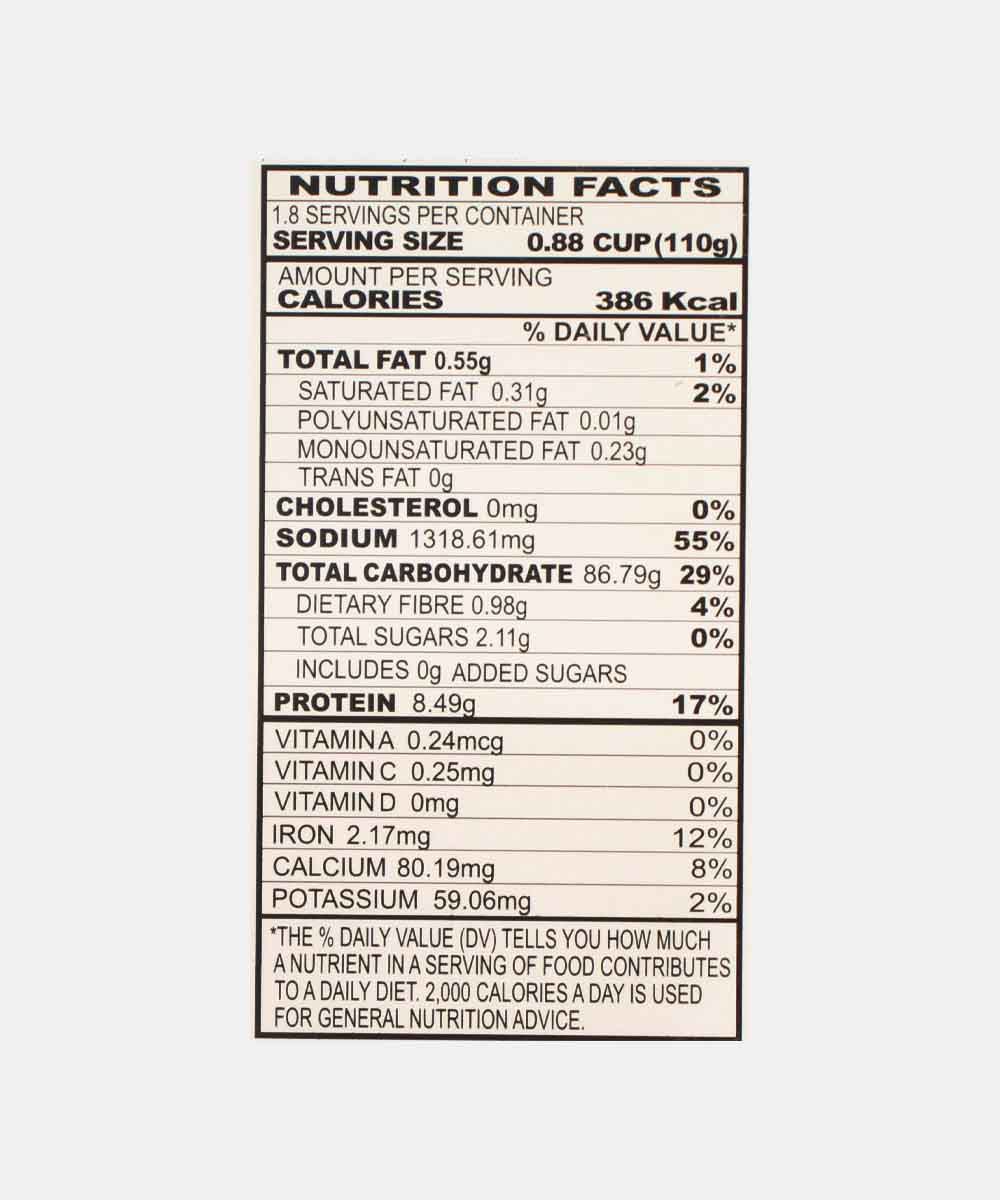 NUTRITION FACTS
1.8 SERVINGS PER CONTAINER
SERVING SIZE 0.88 CUP(110g)
AMOUNT PER SERVING
CALORIES 386 Kcal
% DAILY VALUE*
TOTAL FAT 0.55g 1%
SATURATED FAT 0.31g 2%
POLYUNSATURATED FAT 0.01g
MONOUNSATURATED FAT 0.23g
TRANS FAT 0g
CHOLESTEROL 0mg 0%
SODIUM 1318.61mg 55%
TOTAL CARBOHYDRATE 86.79g 29%
DIETARY FIBRE 0.98g 4%
TOTAL SUGARS 2.11g 0%
INCLUDES 0g ADDED SUGARS
PROTEIN 8.49g 17%
VITAMIN A 0.24mcg 0%
VITAMIN C 0.25mg 0%
VITAMIN D 0mg 0%
IRON 2.17mg 12%
CALCIUM 80.19mg 8%
POTASSIUM 59.06mg 2%
*THE % DAILY VALUE (DV) TELLS YOU HOW MUCH
A NUTRIENT IN A SERVING OF FOOD CONTRIBUTES
TO A DAILY DIET. 2,000 CALORIES A DAY IS USED
FOR GENERAL NUTRITION ADVICE.